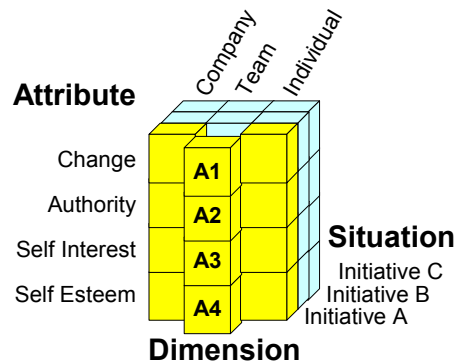 Company
Team
Individual
Attribute
Change
Authority
Self Interest
Self Esteem
A1
A2
A3
A4
Situation
Initiative C
Initiative B
Initiative A
Dimension